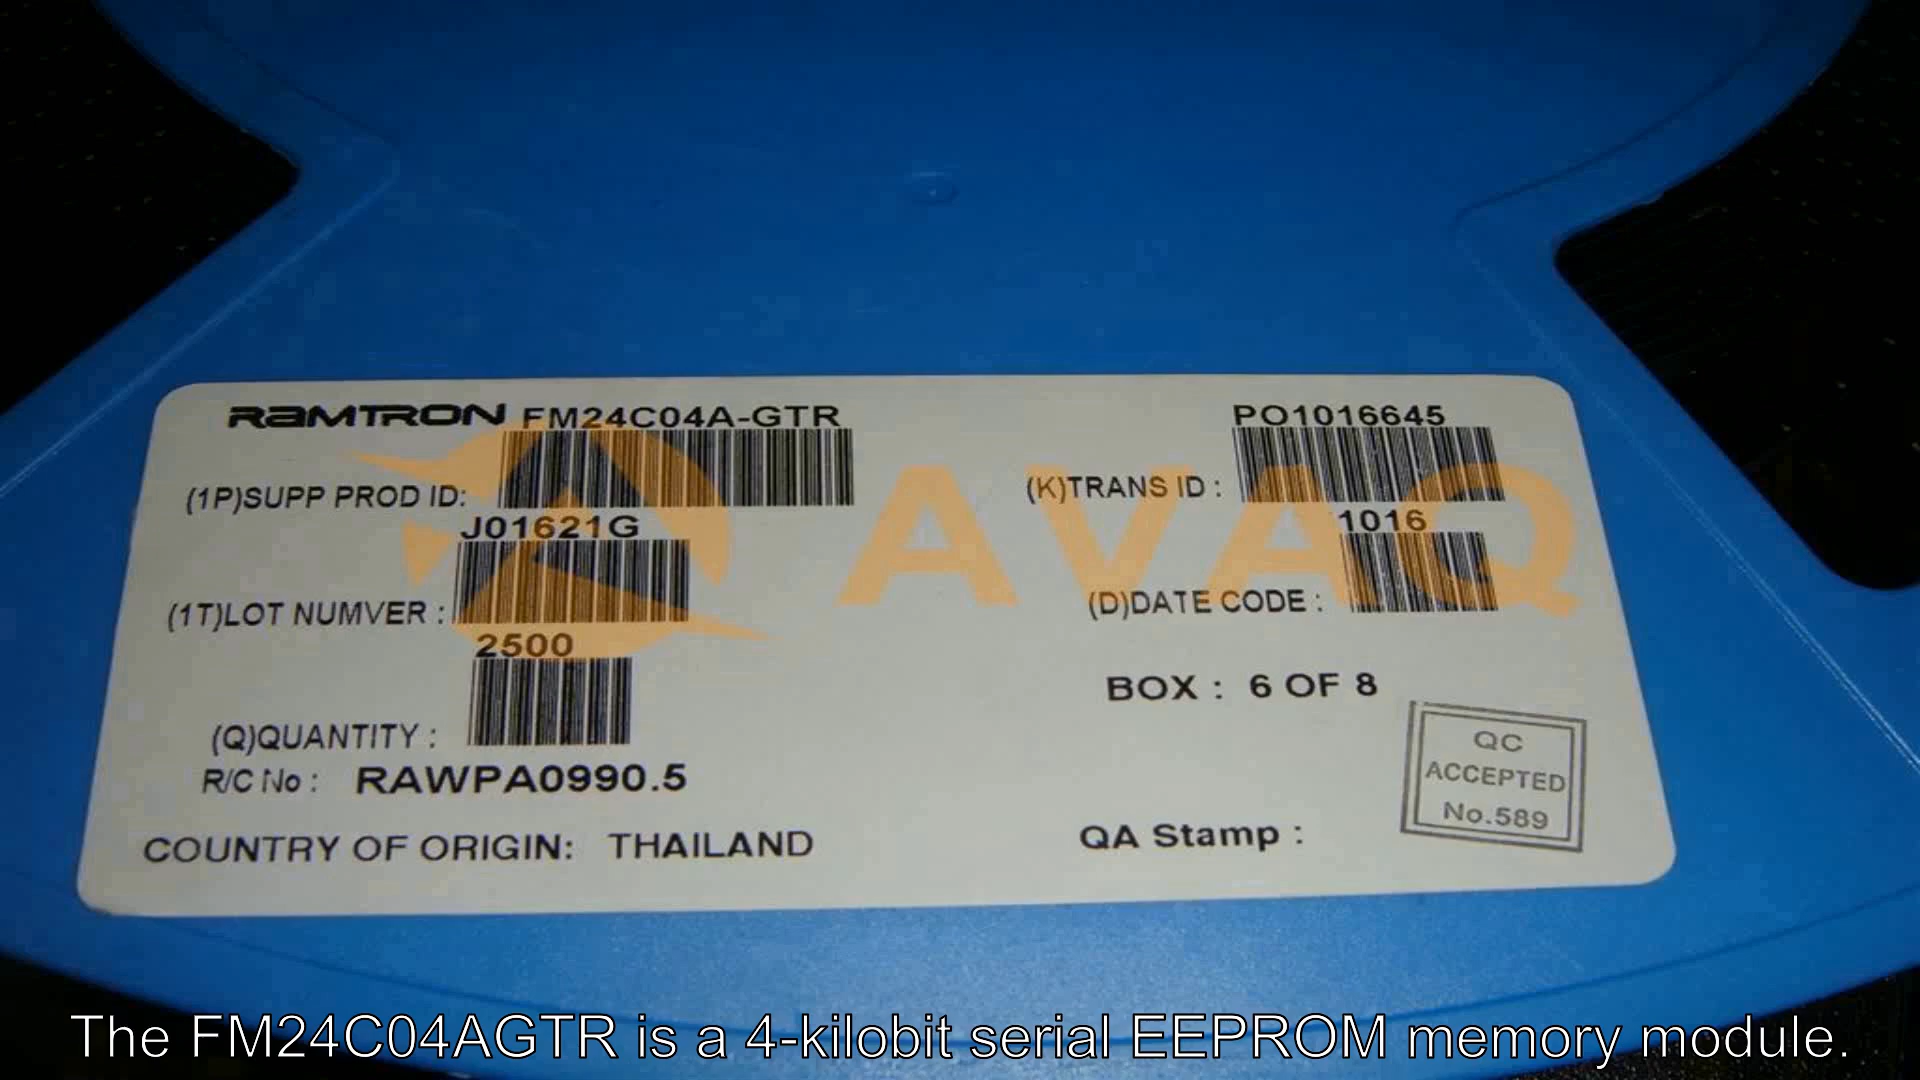 RAMTRON FM24C04A-GTR
(1P)SUPP PROD ID:
J01621G
(1T)LOT NUMVER :
2500
(Q)QUANTITY :
R/C No : RAWPA0990.5
COUNTRY OF ORIGIN: THAILAND
PO1016645
(K)TRANS ID :
1016
(D)DATE CODE :
BOX : 6 OF 8
QA Stamp :
QC
ACCEPTED
No.589
AVAQ
The FM24C04AGTR is a 4-kilobit serial EEPROM memory module.